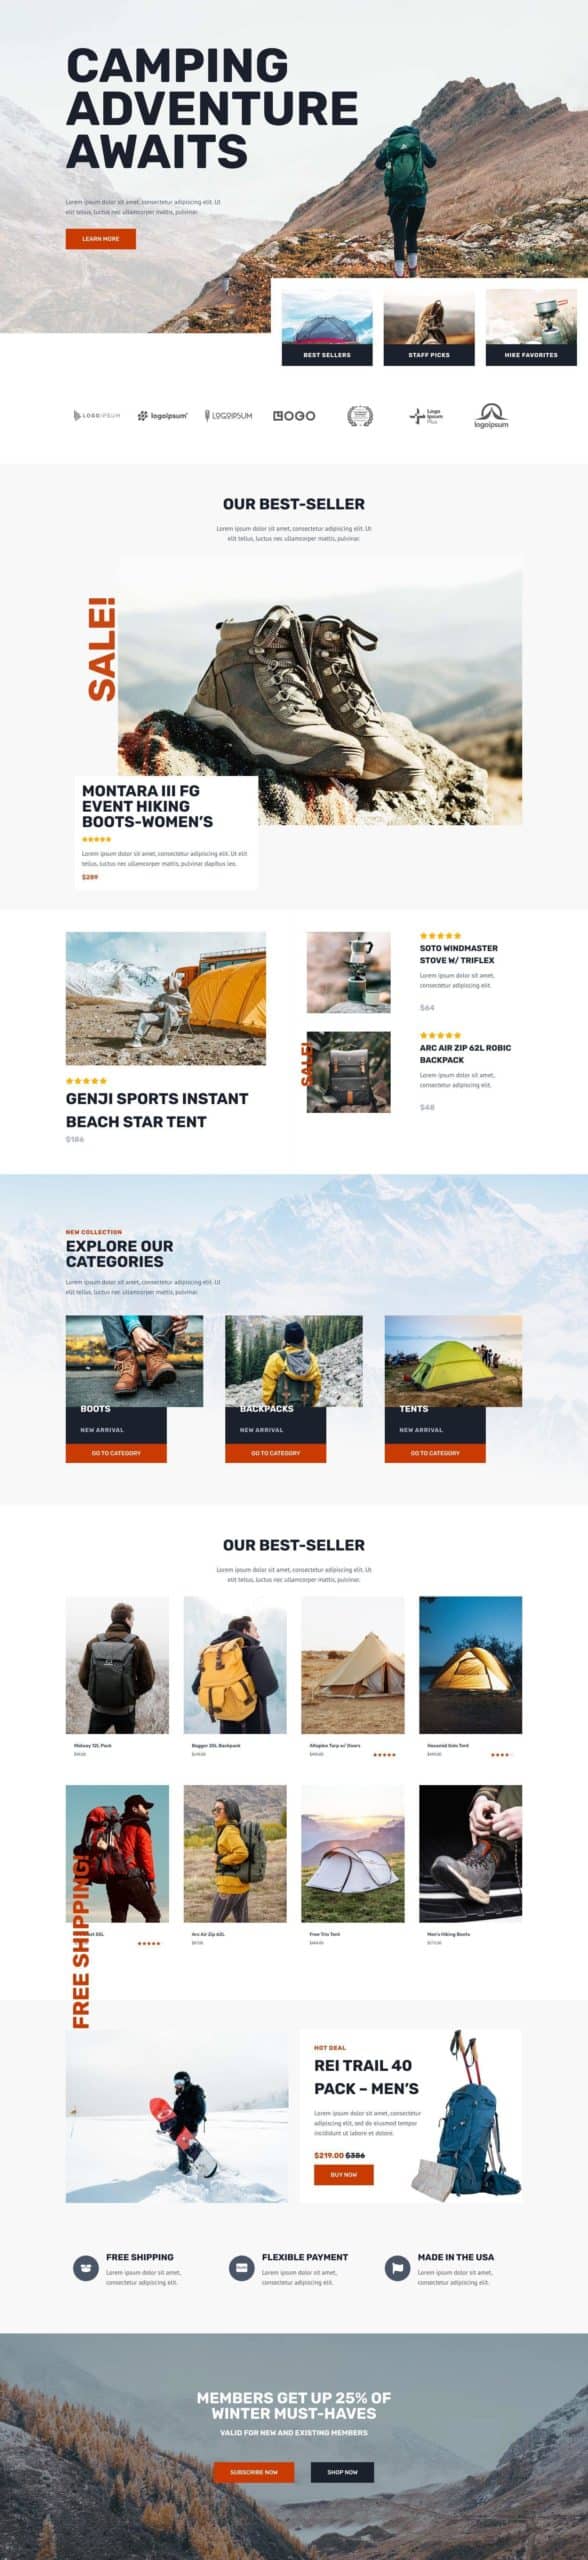 CAMPING
ADVENTURE
AWAITS
Lorem ipsum dolor sit amet, consectetur adipiscing elit. Ut
elit tellus, luctus nec ullamcorper mattis, pulvinar.
LEARN MORE
BEST SELLERS
STAFF PICKS
HIKE FAVORITES
LOGOIPSUM
logoipsum
LOGOIPSUM
LOGO
Logo
Ipsum
Plus
logoipsum
OUR BEST-SELLER
Lorem ipsum dolor sit amet, consectetur adipiscing elit. Ut
elit tellus, luctus nec ullamcorper mattis, pulvinar.
SALE!
MONTARA III FG
EVENT HIKING
BOOTS-WOMEN'S
Lorem ipsum dolor sit amet, consectetur adipiscing elit. Ut elit
tellus, luctus nec ullamcorper mattis, pulvinar dapibus leo.
$289
GENJI SPORTS INSTANT
BEACH STAR TENT
$186
SOTO WINDMASTER
STOVE W/ TRIFLEX
Lorem ipsum dolor sit amet,
consectetur adipiscing elit.
$64
SALE!
ARC AIR ZIP 62L ROBIC
BACKPACK
Lorem ipsum dolor sit amet,
consectetur adipiscing elit.
$48
NEW COLLECTION
EXPLORE OUR
CATEGORIES
Lorem ipsum dolor sit amet, consectetur adipiscing elit. Ut
elit tellus, luctus nec ullamcorper mattis, pulvinar.
BOOTS
NEW ARRIVAL
GO TO CATEGORY
BACKPACKS
NEW ARRIVAL
GO TO CATEGORY
TENTS
NEW ARRIVAL
GO TO CATEGORY
OUR BEST-SELLER
Lorem ipsum dolor sit amet, consectetur adipiscing elit. Ut
elit tellus, luctus nec ullamcorper mattis, pulvinar.
Midway 12L Pack
Bogger 35L Backpack
Altaplex Tarp w/ Doors
Hexamid Solo Tent
FREE SHIPPING!
55L
Arc Air Zip 62L
Free Trio Tent
Men's Hiking Boots
HOT DEAL
REI TRAIL 40
PACK – MEN'S
Lorem ipsum dolor sit amet, consectetur
adipiscing elit, sed do eiusmod tempor
incididunt ut labore et dolore.
$219.00 $386
BUY NOW
FREE SHIPPING
Lorem ipsum dolor sit amet,
consectetur adipiscing elit.
FLEXIBLE PAYMENT
Lorem ipsum dolor sit amet,
consectetur adipiscing elit.
MADE IN THE USA
Lorem ipsum dolor sit amet,
consectetur adipiscing elit.
MEMBERS GET UP 25% OF
WINTER MUST-HAVES
VALID FOR NEW AND EXISTING MEMBERS
SUBSCRIBE NOW
SHOP NOW